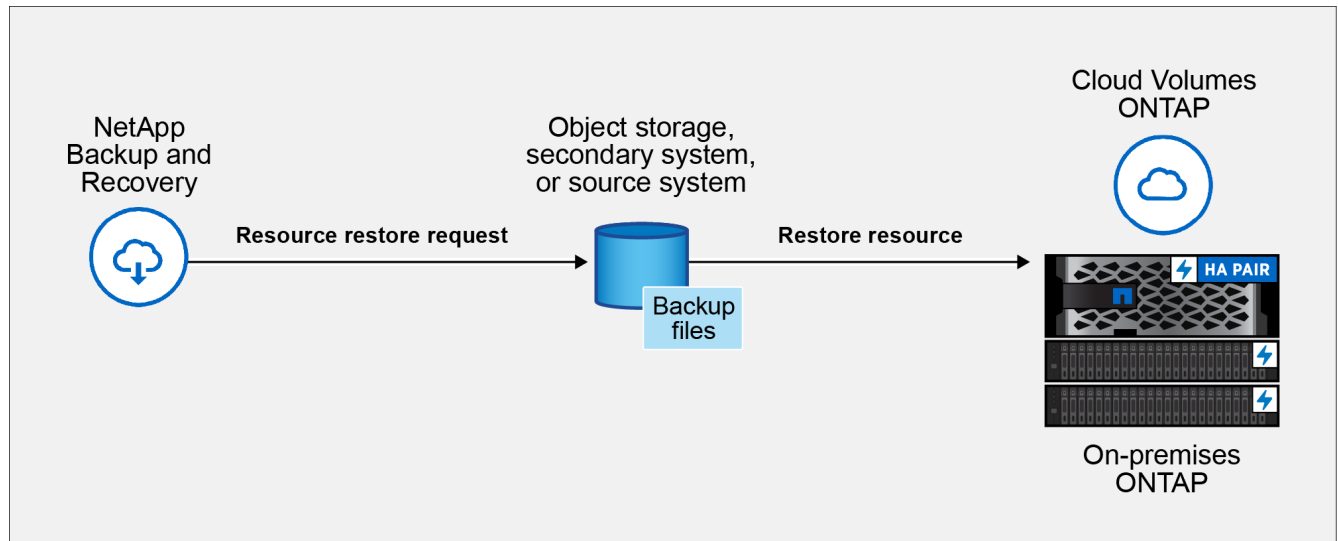 NetApp
Backup and
Recovery
Resource restore request
Object storage,
secondary system,
or source system
Backup
files
Restore resource
Cloud Volumes
ONTAP
HA PAIR
On-premises
ONTAP